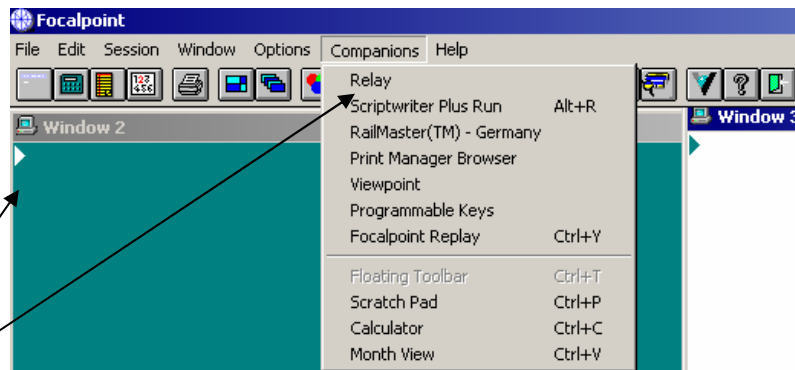 Focalpoint
File Edit Session Window Options Companions Help
Window 2
Window 3
Relay
Scriptwriter Plus Run Alt+R
RailMaster(TM) - Germany
Print Manager Browser
Viewpoint
Programmable Keys
Focalpoint Replay Ctrl+Y
Floating Toolbar Ctrl+T
Scratch Pad Ctrl+P
Calculator Ctrl+C
Month View Ctrl+V